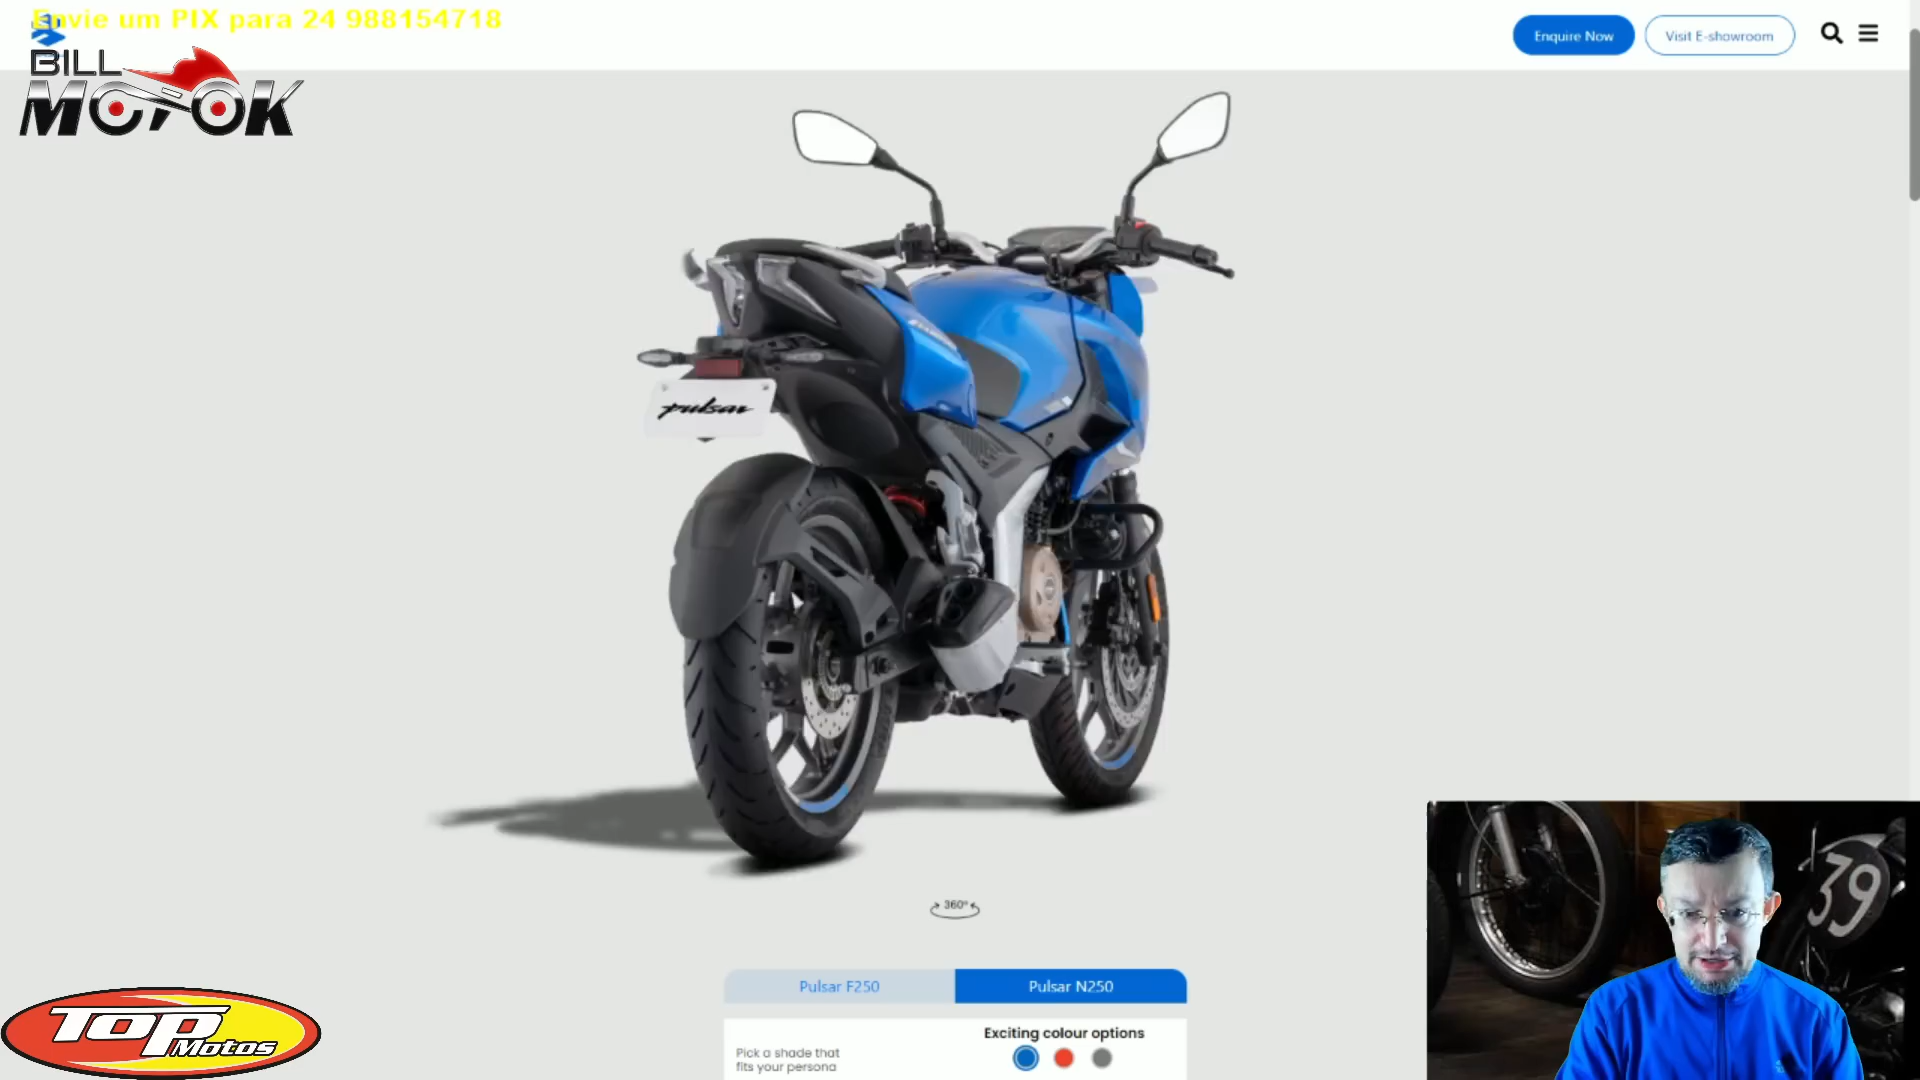 Envie um PIX para 24 988154718
BILL
MOTOK
Enquire Now
Visit E-showroom
pulsar
39
360°
Pulsar F250
Pulsar N250
Exciting colour options
Pick a shade that
fits your persona
TOP
Motos